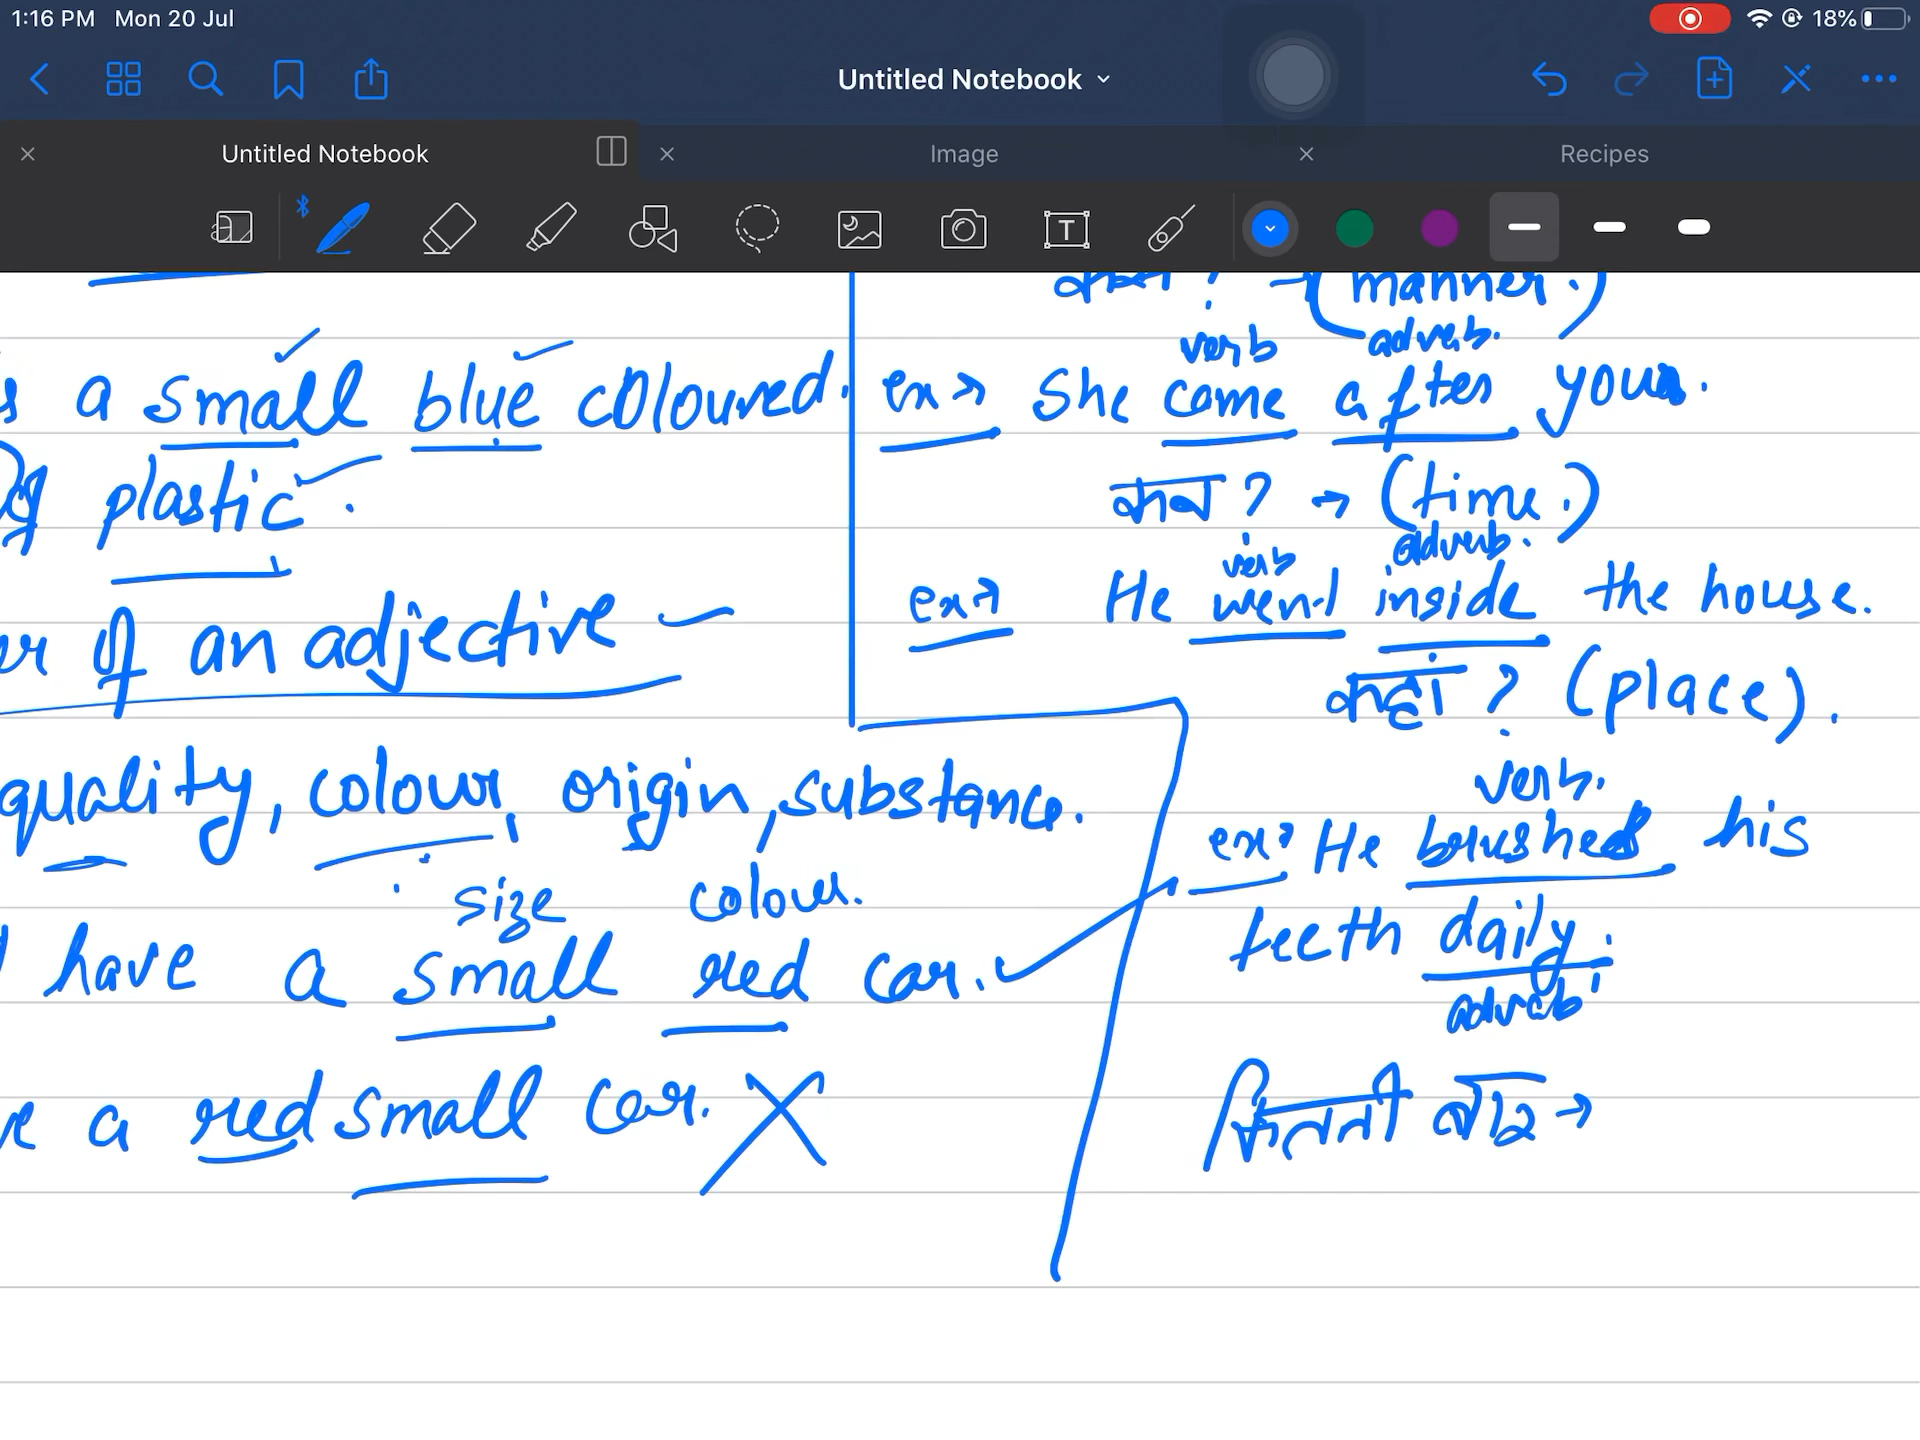 1:16 PM Mon 20 Jul
18%
Untitled Notebook
Untitled Notebook
Image
Recipes
T
a small blue coloured.
plastic.
of an adjective
quality, colour, origin, substance.
size colour.
have a small red car.
a red small car.
(manner.)
verb adverb.
ex→ She came after you.
कब ? → (time.)
verb adverb.
ex→ He went inside the house.
कहां ? (place).
verb.
ex→ He brushed his
teeth daily.
adverb
कितनी बार →